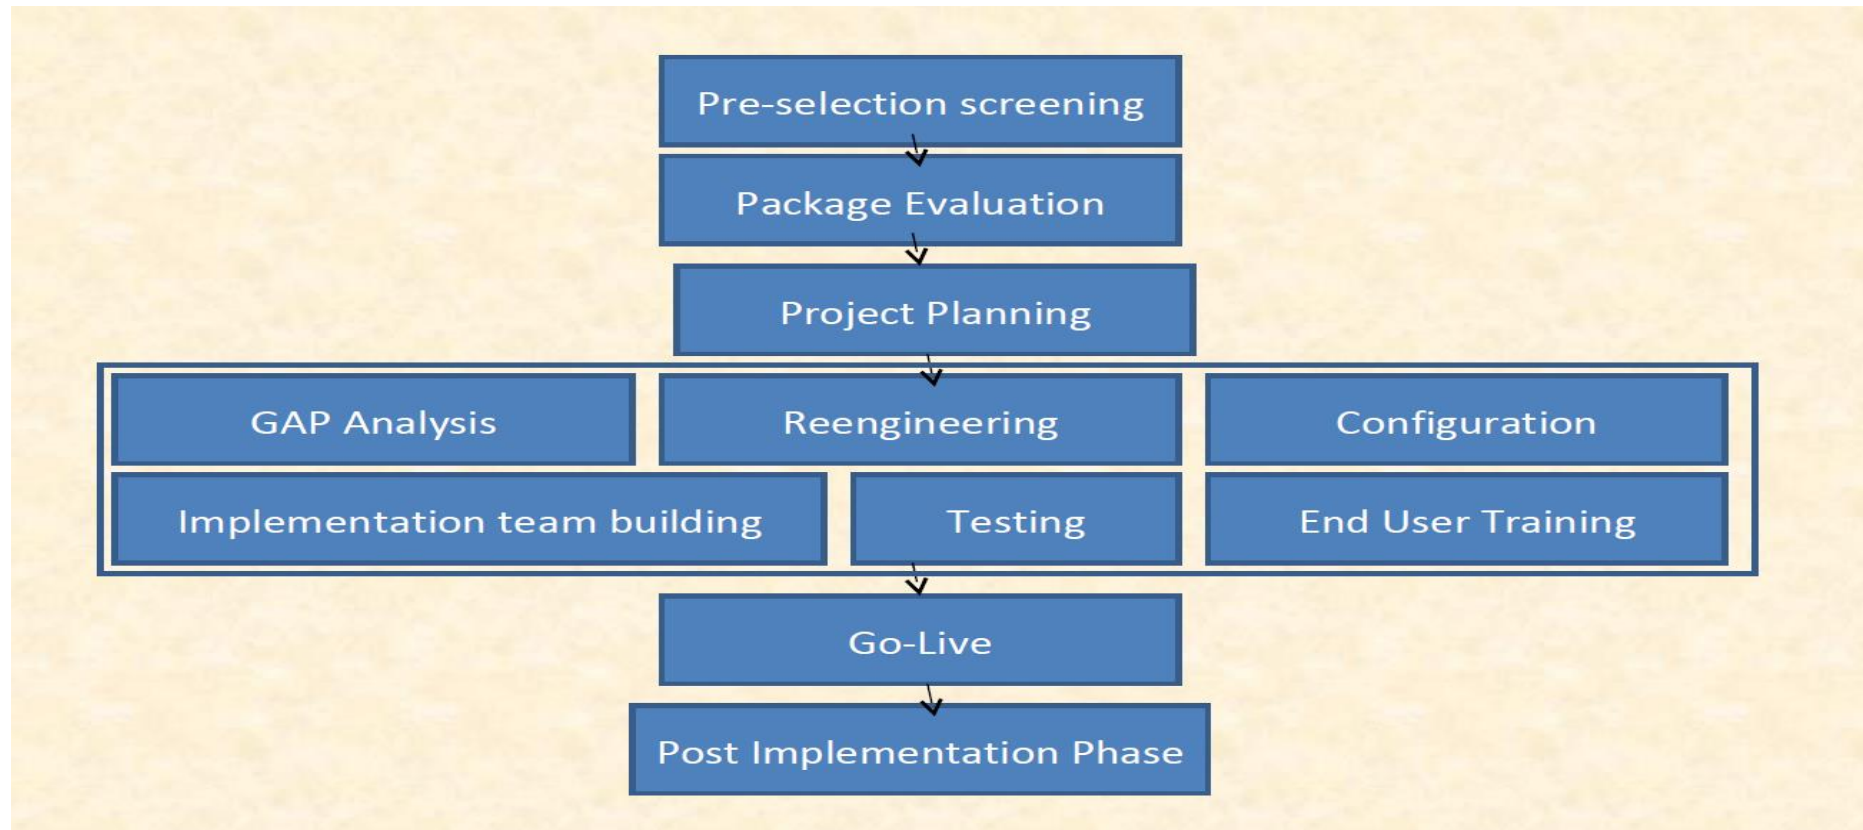 Pre-selection screening
Package Evaluation
Project Planning
GAP Analysis
Reengineering
Configuration
Implementation team building
Testing
End User Training
Go-Live
Post Implementation Phase